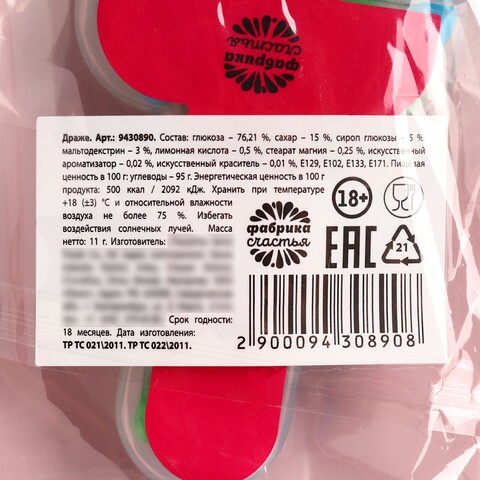 фабрика
счастья
Драже. Арт.: 9430890. Состав: глюкоза – 76,21 %, сахар – 15 %, сироп глюкозы – 5 %,
мальтодекстрин – 3 %, лимонная кислота – 0,5 %, стеарат магния – 0,25 %, искусственный
ароматизатор – 0,02 %, искусственный краситель – 0,01, E129, E102, E133, E171. Пищевая
ценность в 100 г: углеводы – 95 г. Энергетическая ценность в 100 г
продукта: 500 ккал / 2092 кДж. Хранить при температуре
+18 (±3) °C и относительной влажности
воздуха не более 75 %. Избегать
воздействия солнечных лучей. Масса
нетто: 11 г. Изготовитель:
Срок годности:
18 месяцев. Дата изготовления:
ТР ТС 021\2011. ТР ТС 022\2011.
фабрика
счастья
18+
EAC
21
2 900094 308908